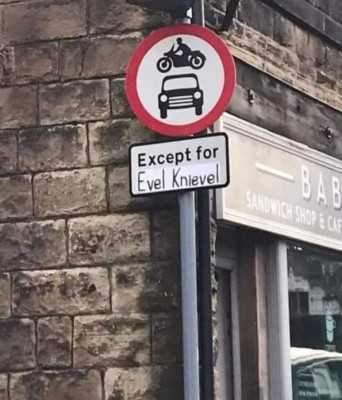 Except for
Evel Knievel
BAB
SANDWICH SHOP & CAF